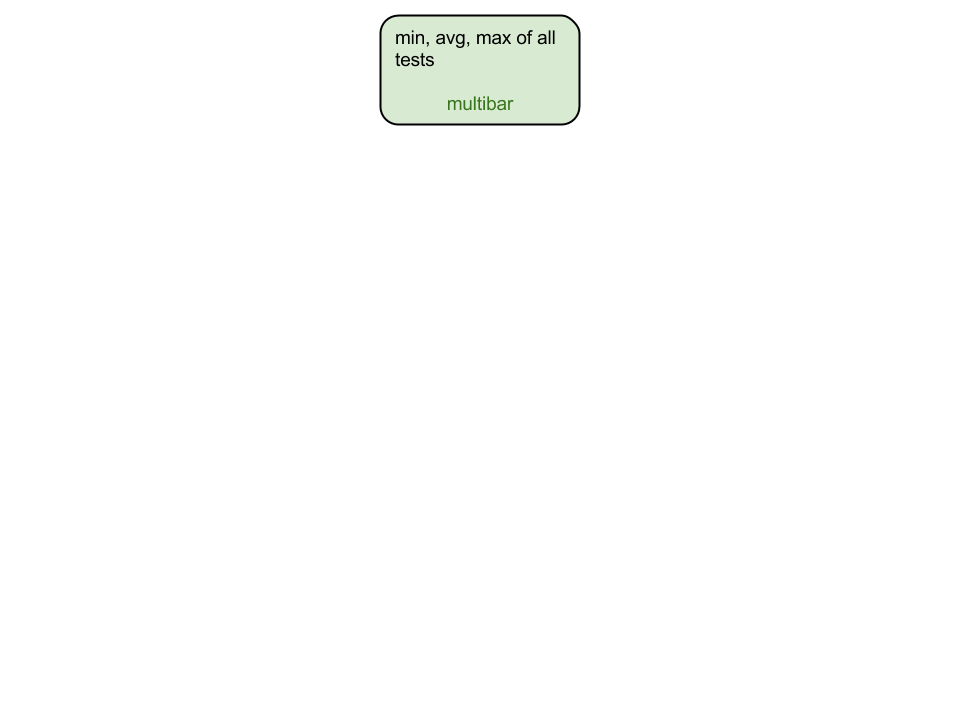 min, avg, max of all
tests
multibar